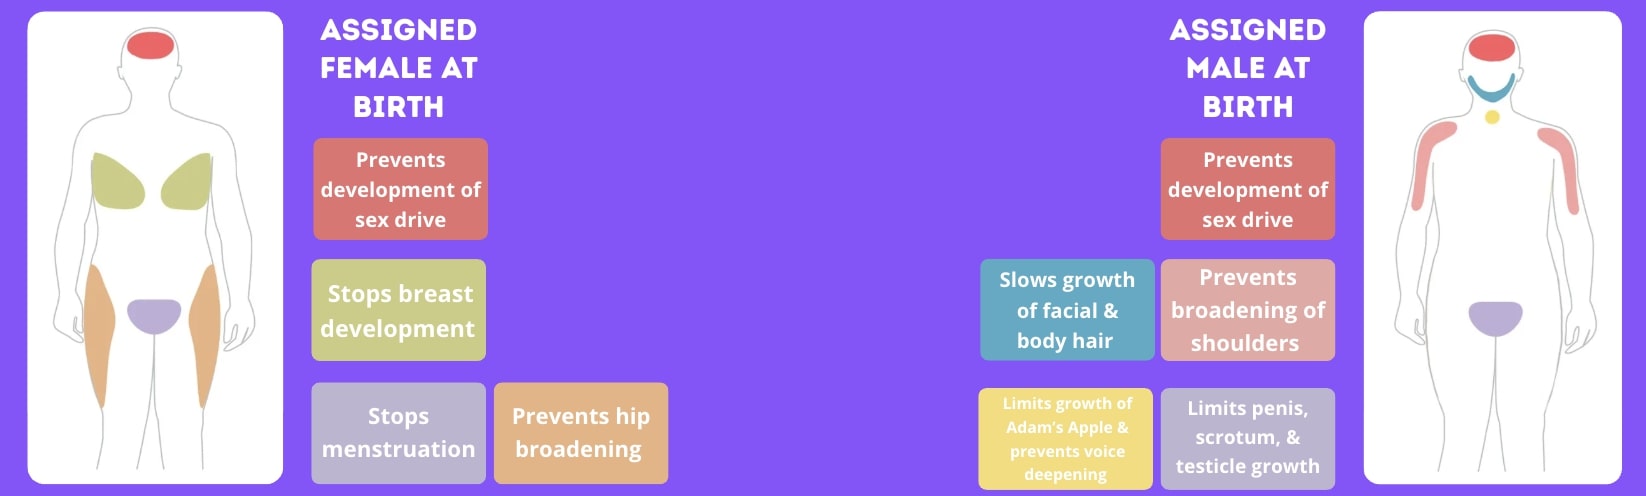 ASSIGNED
FEMALE AT
BIRTH
Prevents
development of
sex drive
Stops breast
development
Stops
menstruation
Prevents hip
broadening
ASSIGNED
MALE AT
BIRTH
Prevents
development of
sex drive
Slows growth
of facial &
body hair
Prevents
broadening of
shoulders
Limits growth of
Adam's Apple &
prevents voice
deepening
Limits penis,
scrotum, &
testicle growth